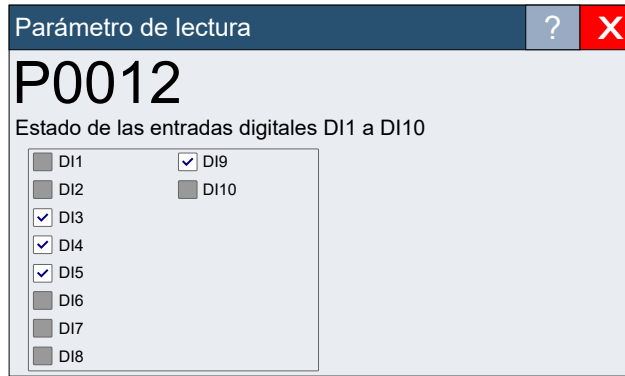 Parámetro de lectura ? X
P0012
Estado de las entradas digitales DI1 a DI10
DI1
DI2
DI3
DI4
DI5
DI6
DI7
DI8
DI9
DI10